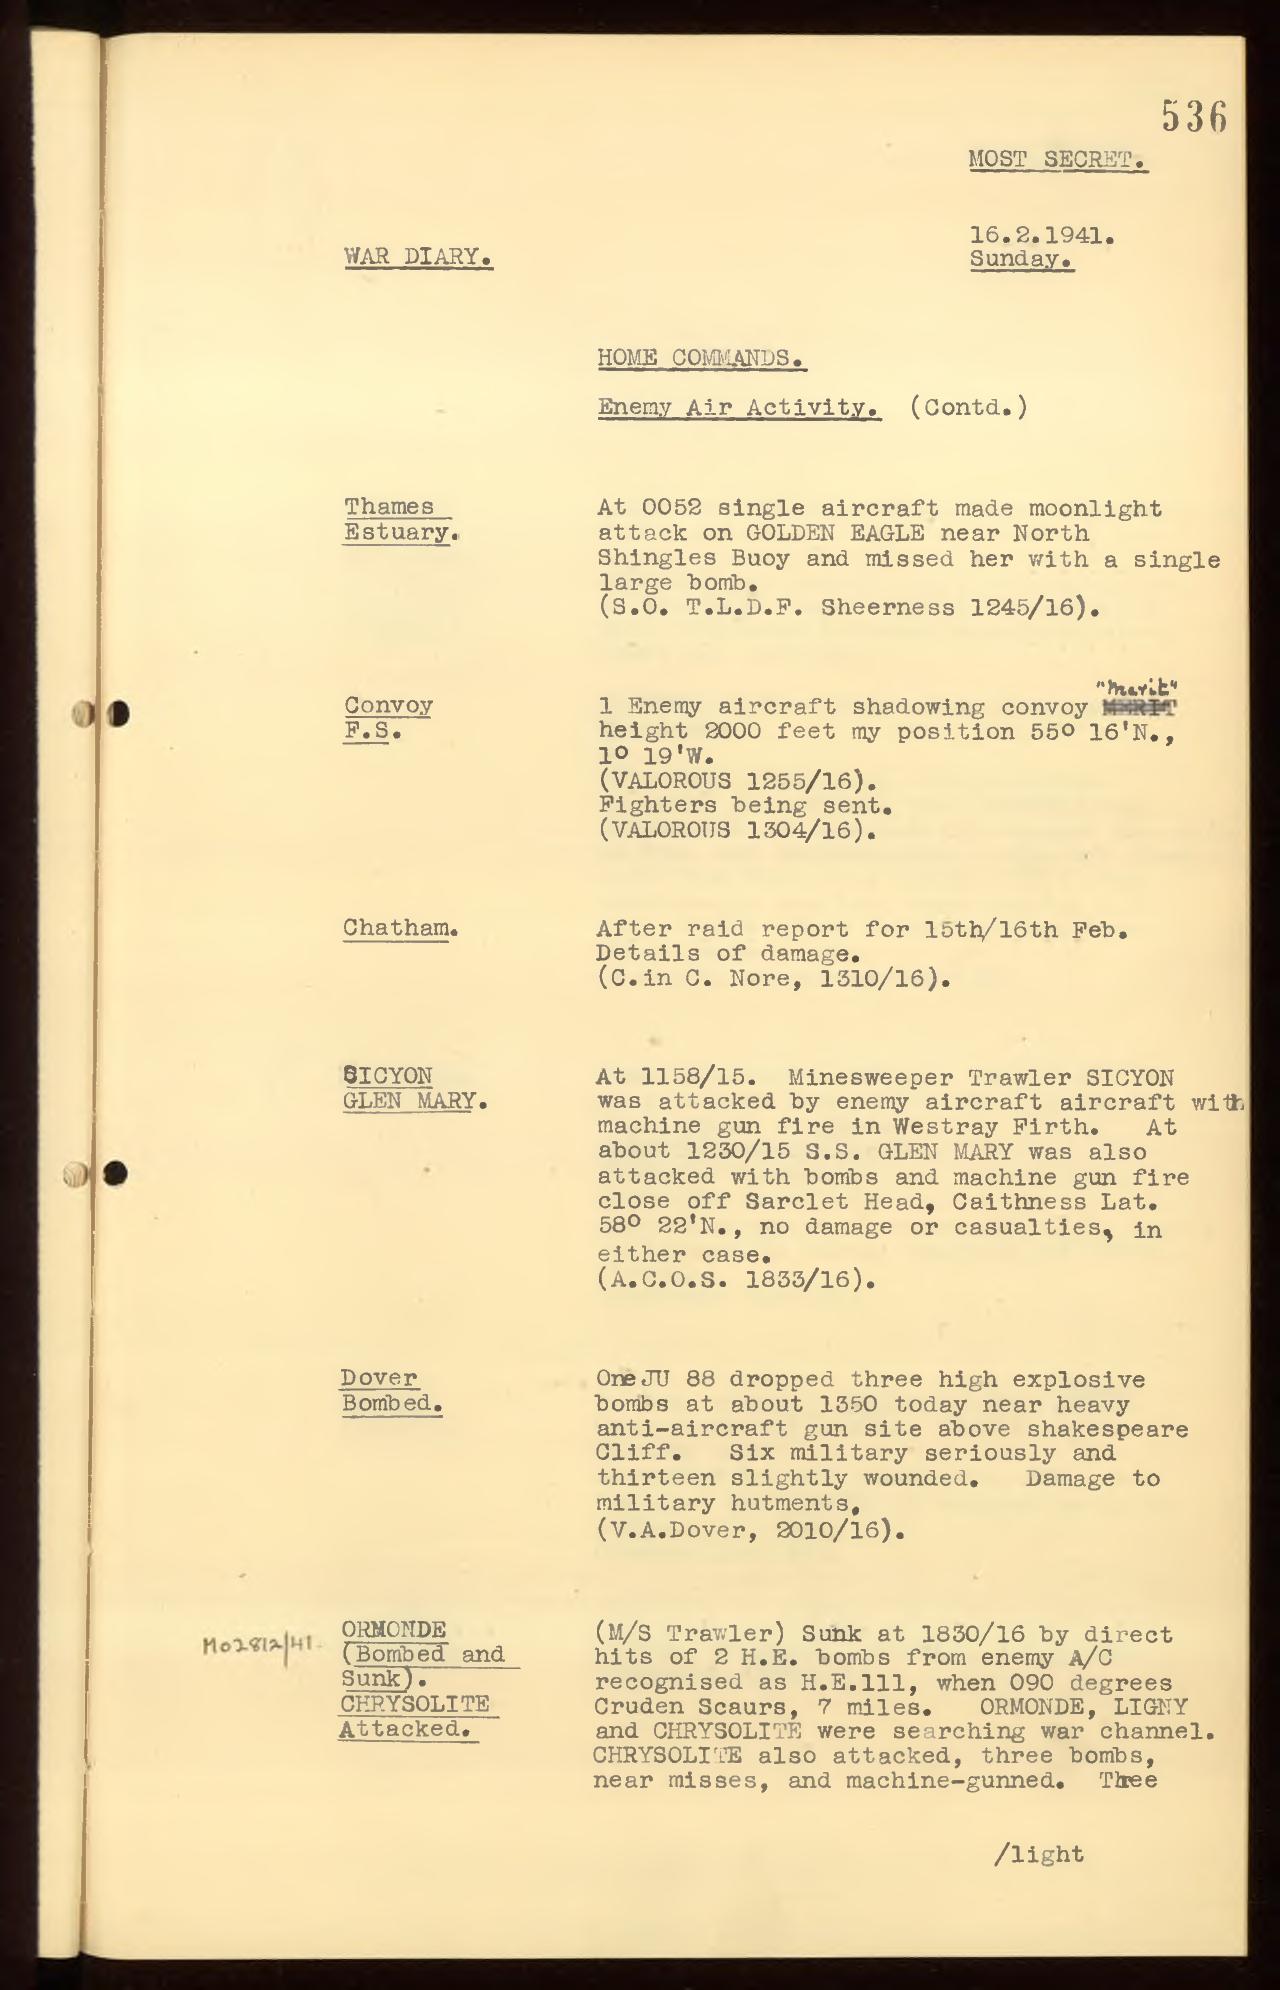 536
MOST SECRET.
16.2.1941.
WAR DIARY.
Sunday.
HOME COMMANDS.
Enemy Air Activity. (Contd.)
Thames
Estuary.
At 0052 single aircraft made moonlight
attack on GOLDEN EAGLE near North
Shingles Buoy and missed her with a single
large bomb.
(S.O. T.L.D.F. Sheerness 1245/16).
Convoy
F.S.
"Merit"
1 Enemy aircraft shadowing convoy MERIT
height 2000 feet my position 55º 16'N.,
1º 19'W.
(VALOROUS 1255/16).
Fighters being sent.
(VALOROUS 1304/16).
Chatham.
After raid report for 15th/16th Feb.
Details of damage.
(C.in C. Nore, 1310/16).
SICYON
GLEN MARY.
At 1158/15. Minesweeper Trawler SICYON
was attacked by enemy aircraft aircraft with
machine gun fire in Westray Firth. At
about 1230/15 S.S. GLEN MARY was also
attacked with bombs and machine gun fire
close off Sarclet Head, Caithness Lat.
58º 22'N., no damage or casualties, in
either case.
(A.C.O.S. 1833/16).
Dover
Bombed.
One JU 88 dropped three high explosive
bombs at about 1350 today near heavy
anti-aircraft gun site above shakespeare
Cliff. Six military seriously and
thirteen slightly wounded. Damage to
military hutments.
(V.A.Dover, 2010/16).
M02812/41
ORMONDE
(Bombed and
Sunk).
CHRYSOLITE
Attacked.
(M/S Trawler) Sunk at 1830/16 by direct
hits of 2 H.E. bombs from enemy A/C
recognised as H.E.111, when 090 degrees
Cruden Scaurs, 7 miles. ORMONDE, LIGNY
and CHRYSOLITE were searching war channel.
CHRYSOLITE also attacked, three bombs,
near misses, and machine-gunned. Three
/light